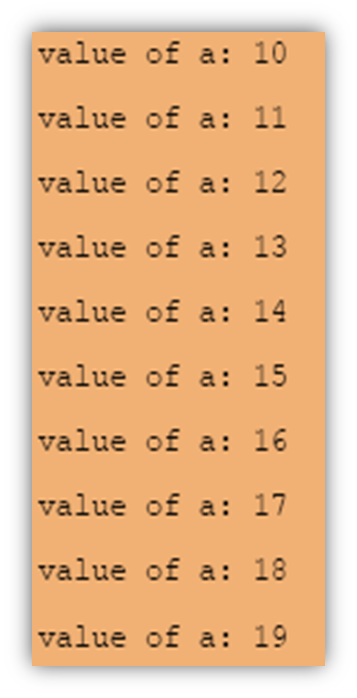 value of a: 10
value of a: 11
value of a: 12
value of a: 13
value of a: 14
value of a: 15
value of a: 16
value of a: 17
value of a: 18
value of a: 19